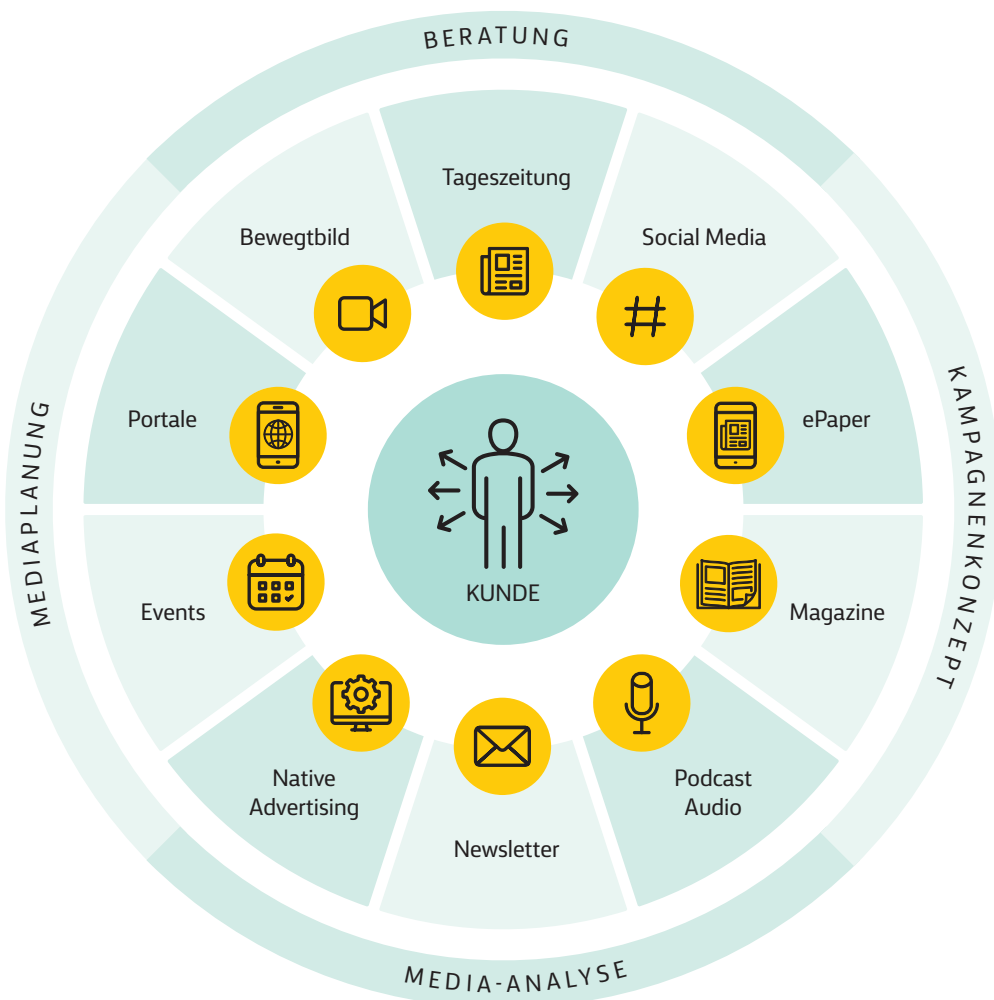 BERATUNG
Tageszeitung
Bewegtbild
Social Media
Portale
ePaper
MEDIAPLANUNG
KAMPAGNENKONZEPT
KUNDE
Events
Magazine
Native
Advertising
Podcast
Audio
Newsletter
MEDIA-ANALYSE